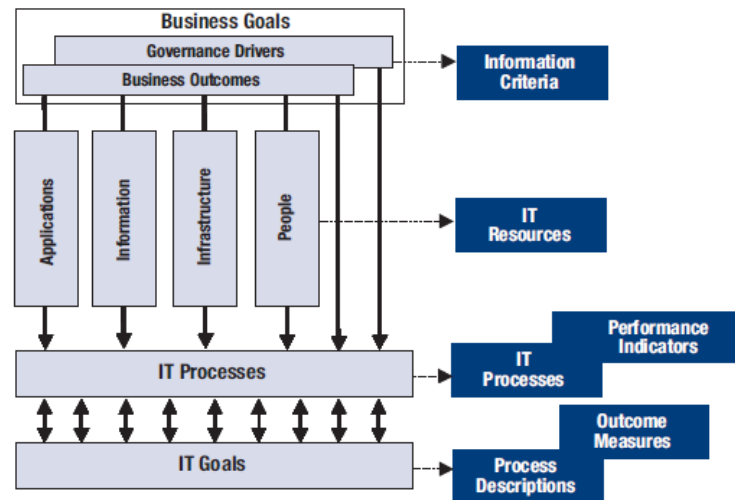 Business Goals
Governance Drivers
Business Outcomes
Information
Criteria
Applications
Information
Infrastructure
People
IT
Resources
Performance
Indicators
IT Processes
IT
Processes
Outcome
Measures
IT Goals
Process
Descriptions